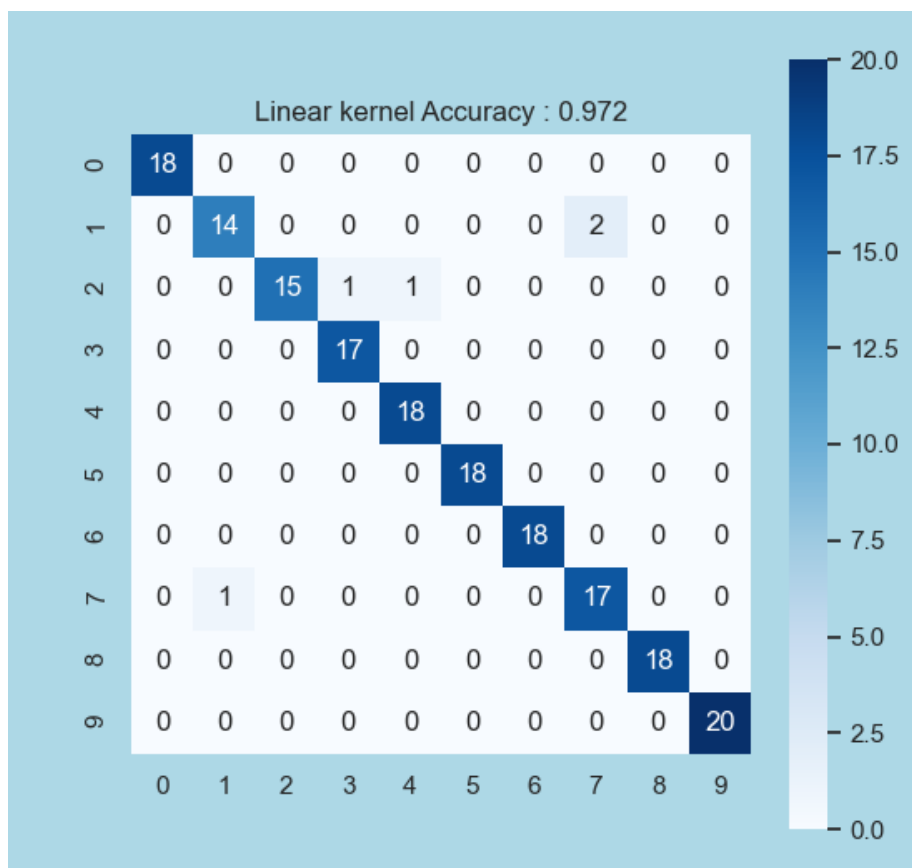 Linear kernel Accuracy : 0.972
0 18 0 0 0 0 0 0 0 0 0
1 0 14 0 0 0 0 0 2 0 0
2 0 0 15 1 1 0 0 0 0 0
3 0 0 0 17 0 0 0 0 0 0
4 0 0 0 0 18 0 0 0 0 0
5 0 0 0 0 0 18 0 0 0 0
6 0 0 0 0 0 0 18 0 0 0
7 0 1 0 0 0 0 0 17 0 0
8 0 0 0 0 0 0 0 0 18 0
9 0 0 0 0 0 0 0 0 0 20
0 1 2 3 4 5 6 7 8 9
20.0
17.5
15.0
12.5
10.0
7.5
5.0
2.5
0.0